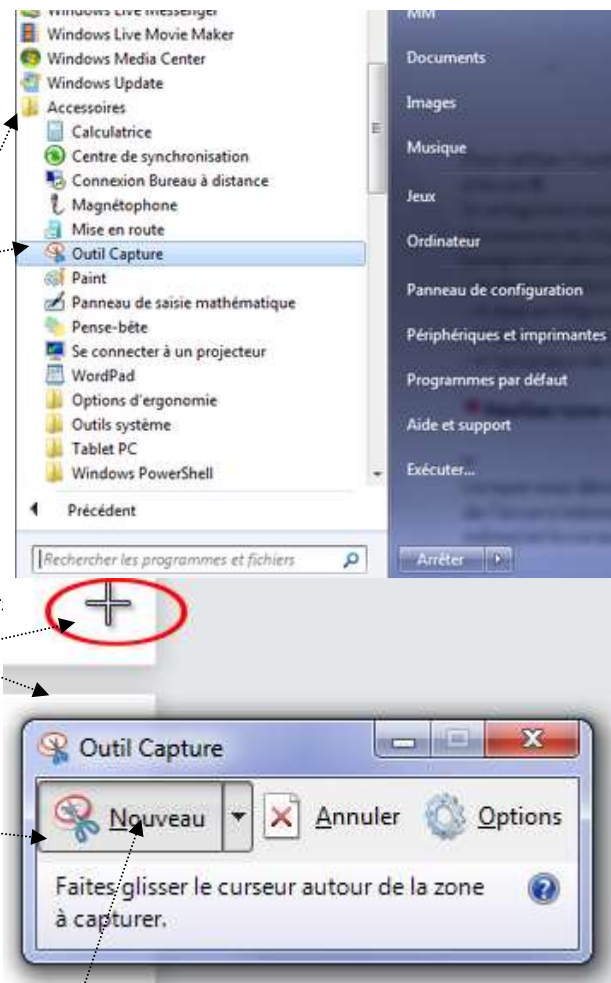 Windows Live Messenger
Windows Live Movie Maker
Windows Media Center
Windows Update
Accessoires
Calculatrice
Centre de synchronisation
Connexion Bureau à distance
Magnétophone
Mise en route
Outil Capture
Paint
Panneau de saisie mathématique
Pense-bête
Se connecter à un projecteur
WordPad
Options d'ergonomie
Outils système
Tablet PC
Windows PowerShell
Précédent
Rechercher les programmes et fichiers
MM
Documents
Images
Musique
Jeux
Ordinateur
Panneau de configuration
Périphériques et imprimantes
Programmes par défaut
Aide et support
Exécuter...
Arrêter
Outil Capture
Nouveau Annuler Options
Faites glisser le curseur autour de la zone
à capturer.